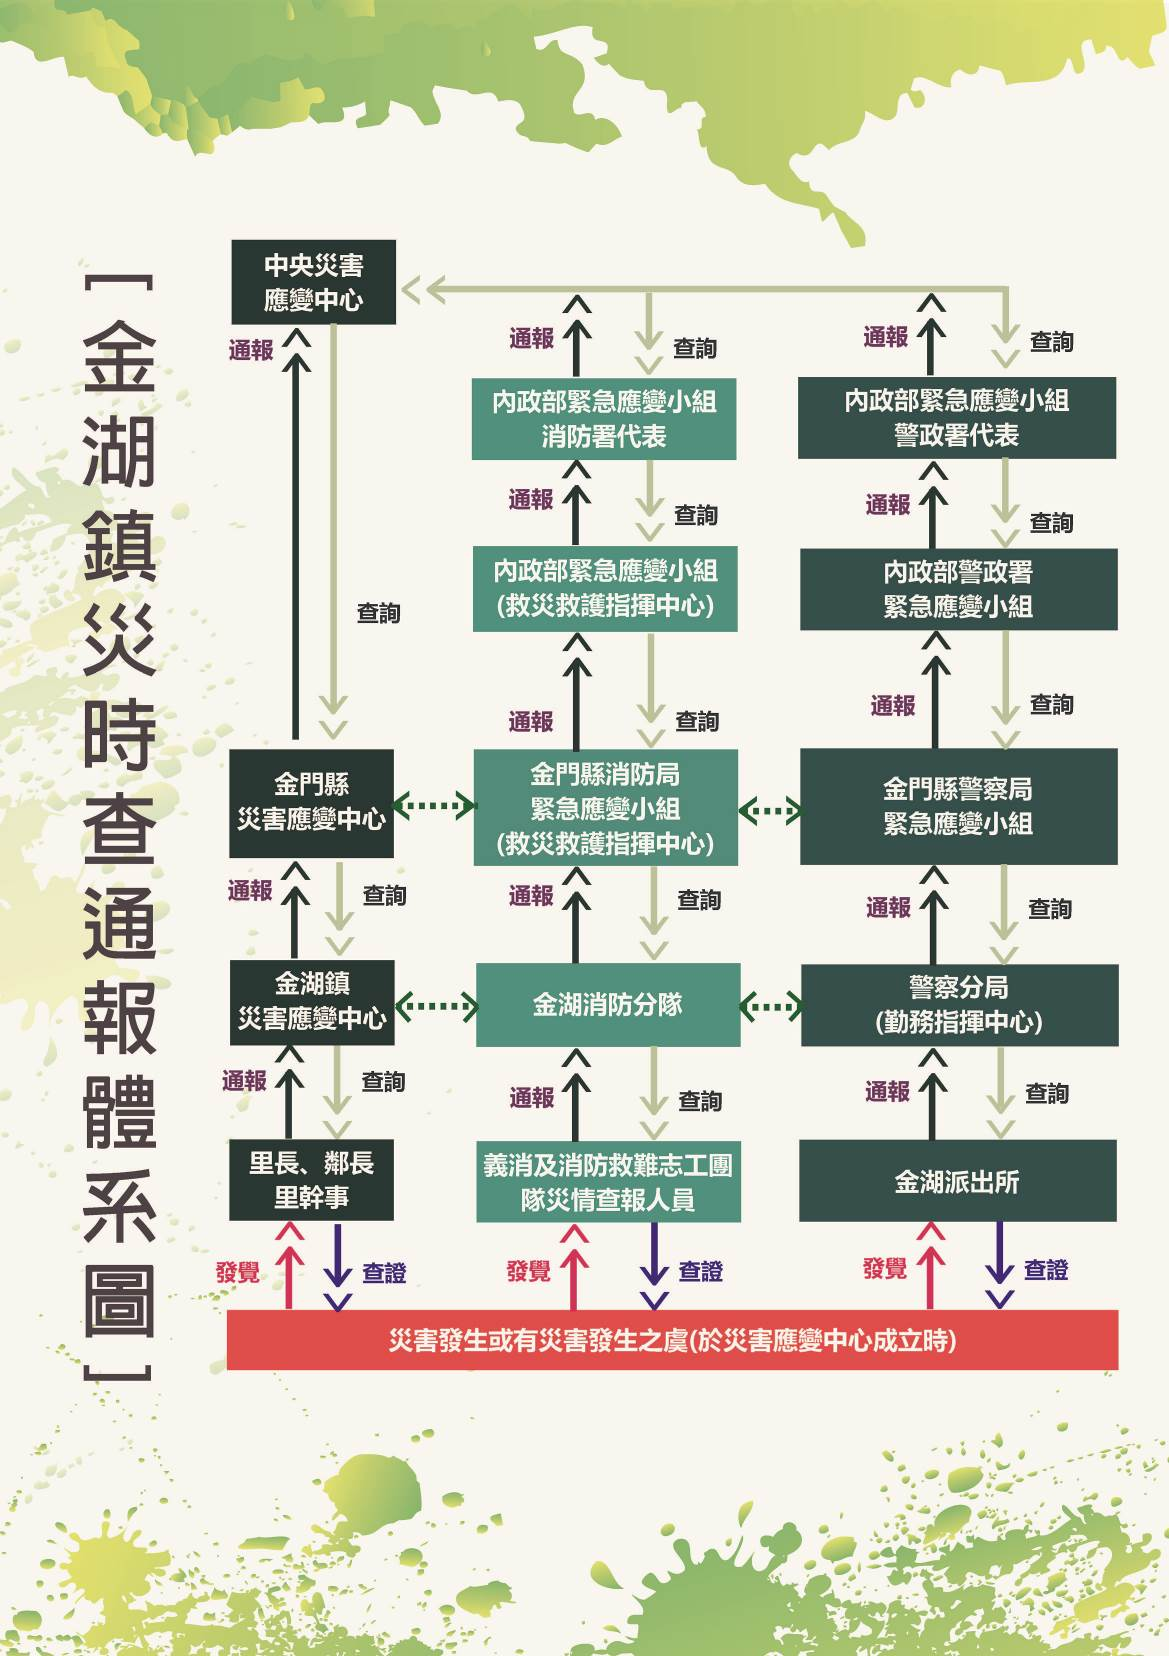 [金湖鎮災時查通報體系圖]
中央災害
應變中心
通報
查詢
通報
查詢
通報
查詢
內政部緊急應變小組
消防署代表
內政部緊急應變小組
警政署代表
通報
查詢
通報
查詢
內政部緊急應變小組
(救災救護指揮中心)
內政部警政署
緊急應變小組
通報
查詢
通報
查詢
金門縣
災害應變中心
金門縣消防局
緊急應變小組
(救災救護指揮中心)
金門縣警察局
緊急應變小組
通報
查詢
通報
查詢
通報
查詢
金湖鎮
災害應變中心
金湖消防分隊
警察分局
(勤務指揮中心)
通報
查詢
通報
查詢
通報
查詢
里長、鄰長
里幹事
義消及消防救難志工團
隊災情查報人員
金湖派出所
發覺
查證
發覺
查證
發覺
查證
災害發生或有災害發生之虞(於災害應變中心成立時)